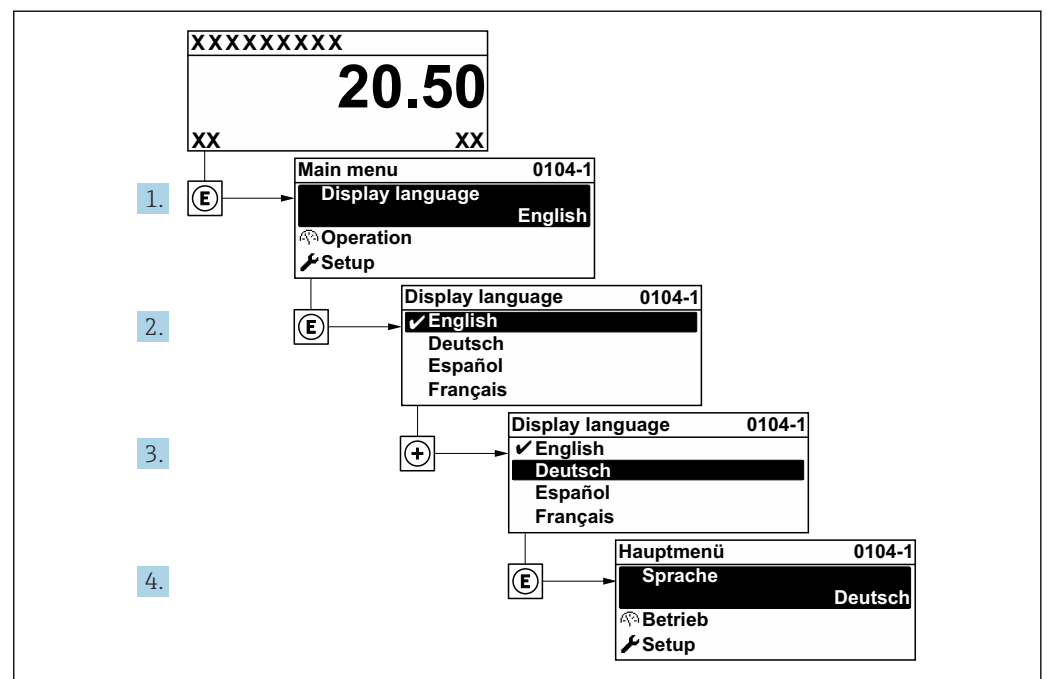 XXXXXXXXX
20.50
XX XX
1.
E
Main menu 0104-1
Display language
English
Operation
Setup
2.
E
Display language 0104-1
✔English
Deutsch
Español
Français
3.
+
Display language 0104-1
✔English
Deutsch
Español
Français
4.
E
Hauptmenü 0104-1
Sprache
Deutsch
Betrieb
Setup